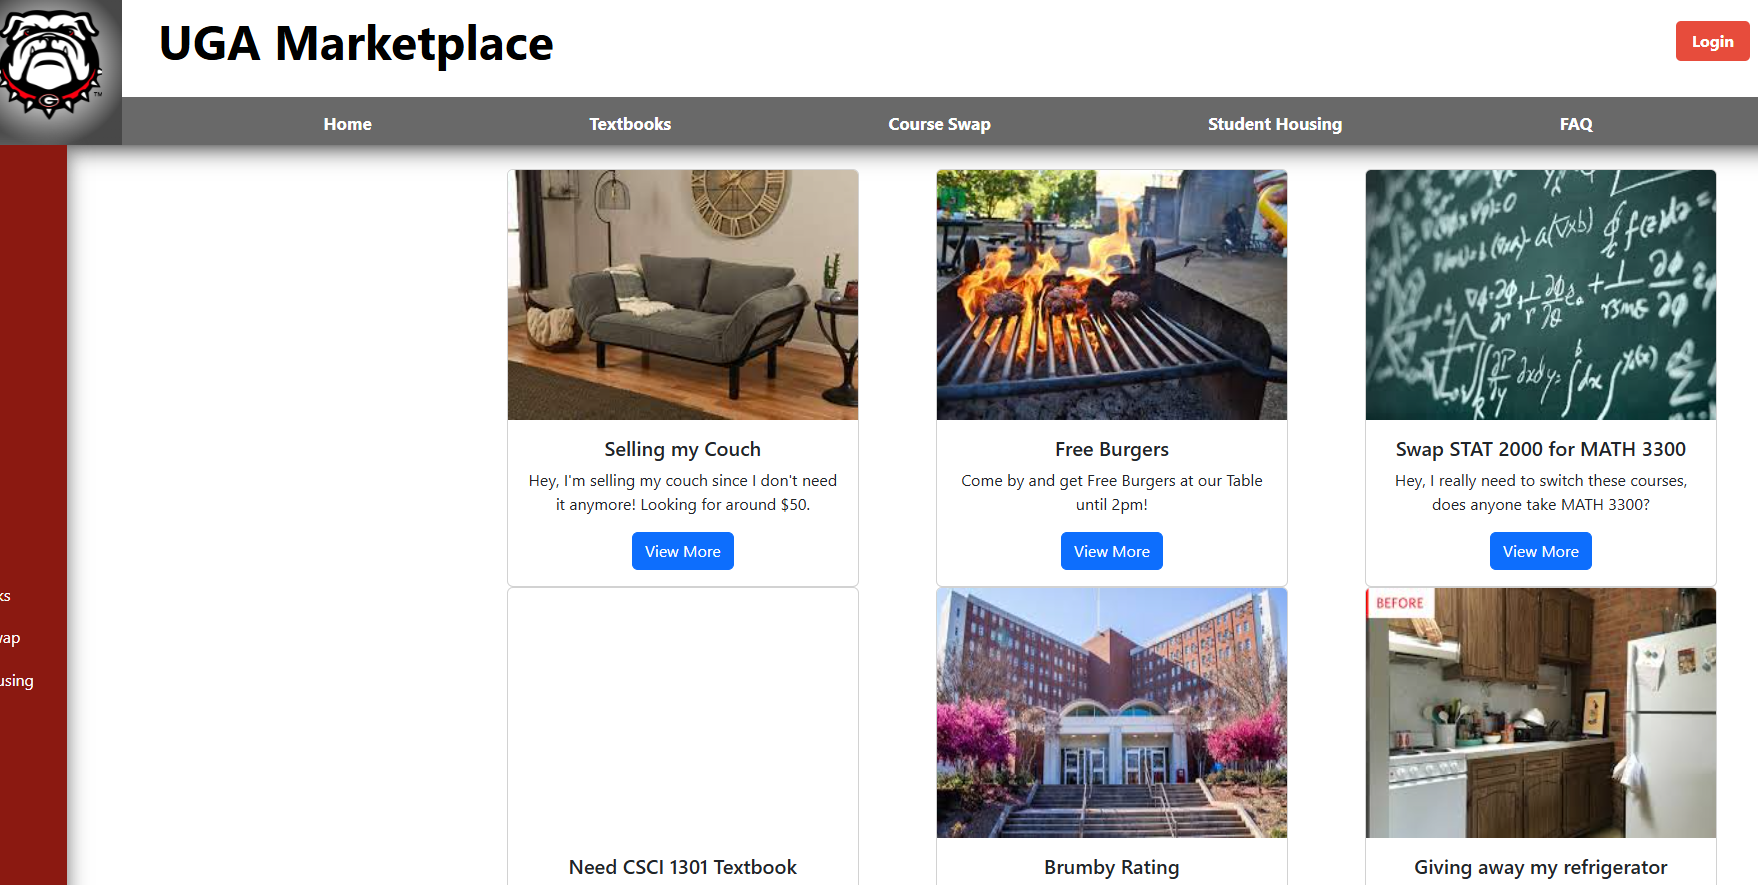 UGA Marketplace
Login
Home
Textbooks
Course Swap
Student Housing
FAQ
Selling my Couch
Hey, I'm selling my couch since I don't need
it anymore! Looking for around $50.
View More
Free Burgers
Come by and get Free Burgers at our Table
until 2pm!
View More
Swap STAT 2000 for MATH 3300
Hey, I really need to switch these courses,
does anyone take MATH 3300?
View More
ks
wap
using
Need CSCI 1301 Textbook
Brumby Rating
BEFORE
Giving away my refrigerator